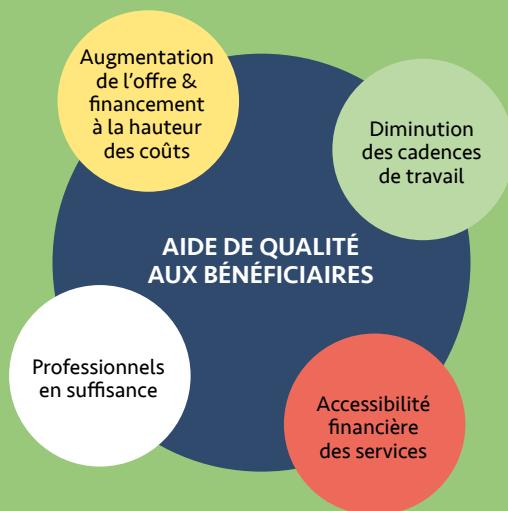 Augmentation
de l'offre &
financement
à la hauteur
des coûts
Diminution
des cadences
de travail
AIDE DE QUALITÉ
AUX BÉNÉFICIAIRES
Professionnels
en suffisance
Accessibilité
financière
des services